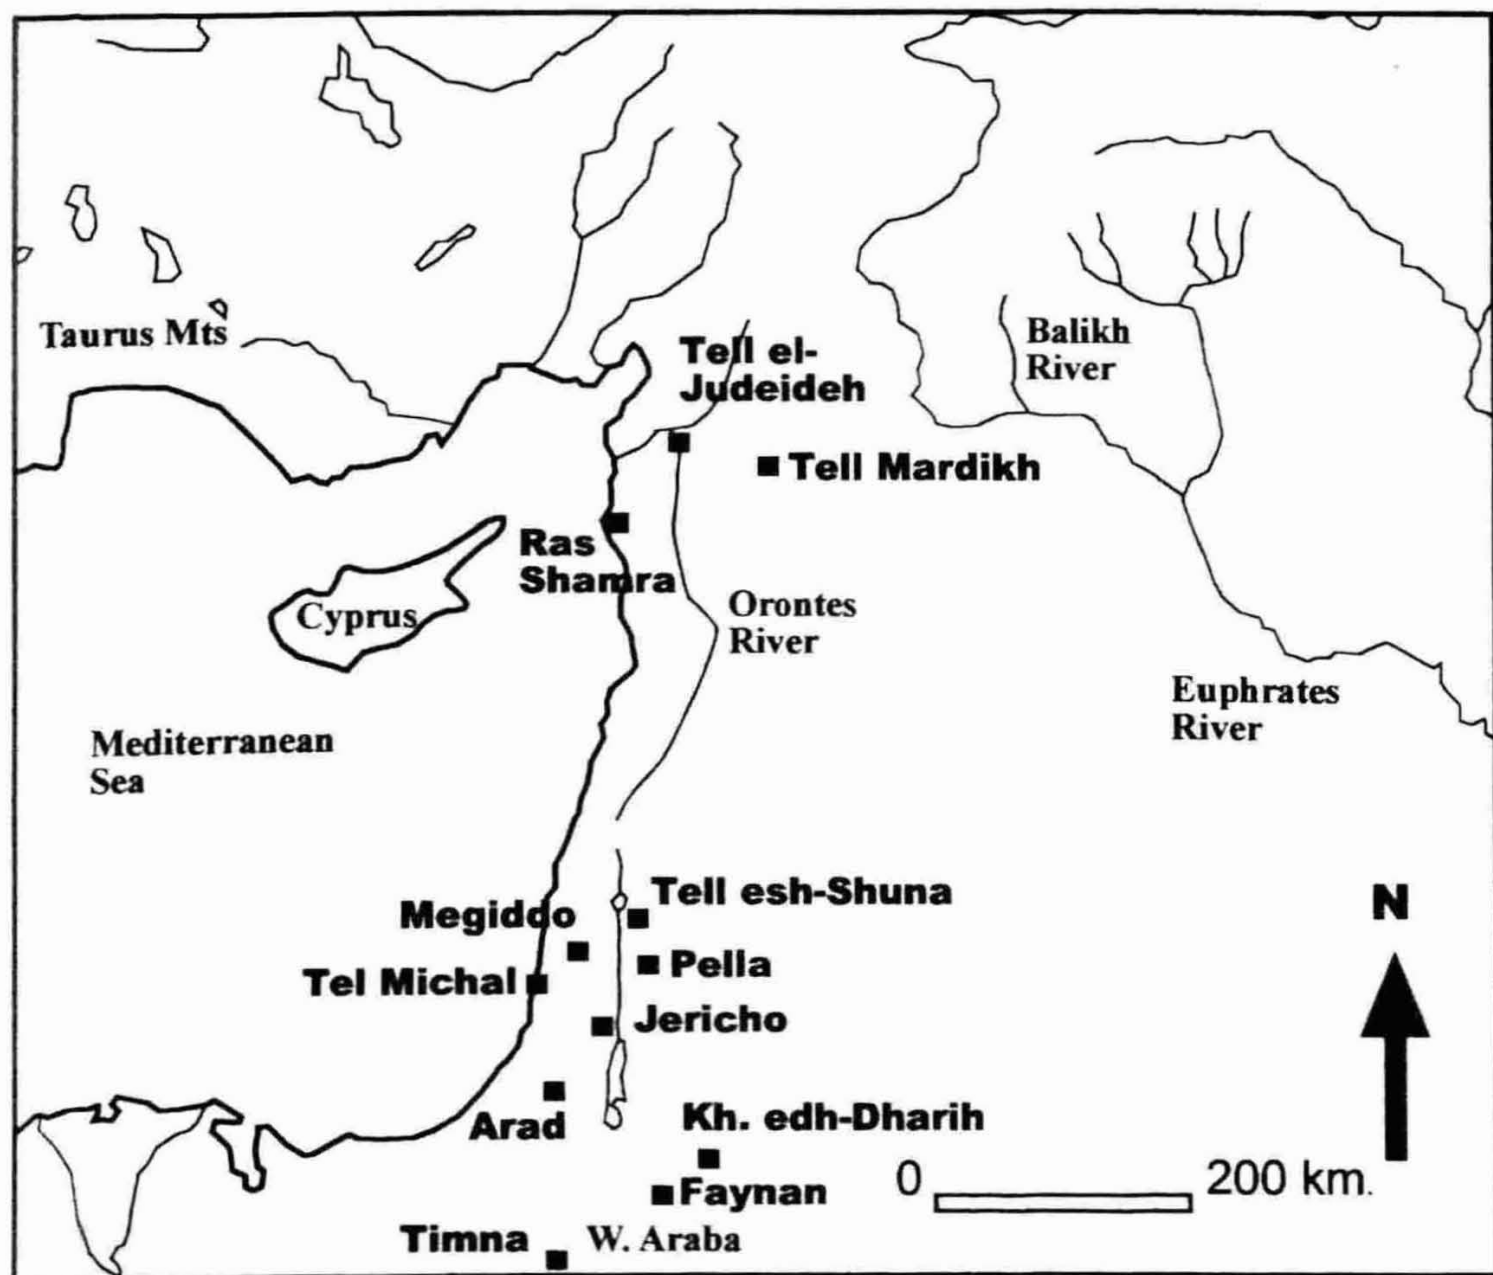 Taurus Mts
Tell el-
Judeideh
Balikh
River
Tell Mardikh
Ras
Shamra
Cyprus
Orontes
River
Euphrates
River
Mediterranean
Sea
Tell esh-Shuna
Megiddo
N
Pella
Tel Michal
Jericho
Arad
Kh. edh-Dharih
0 200 km.
Faynan
Timna W. Araba